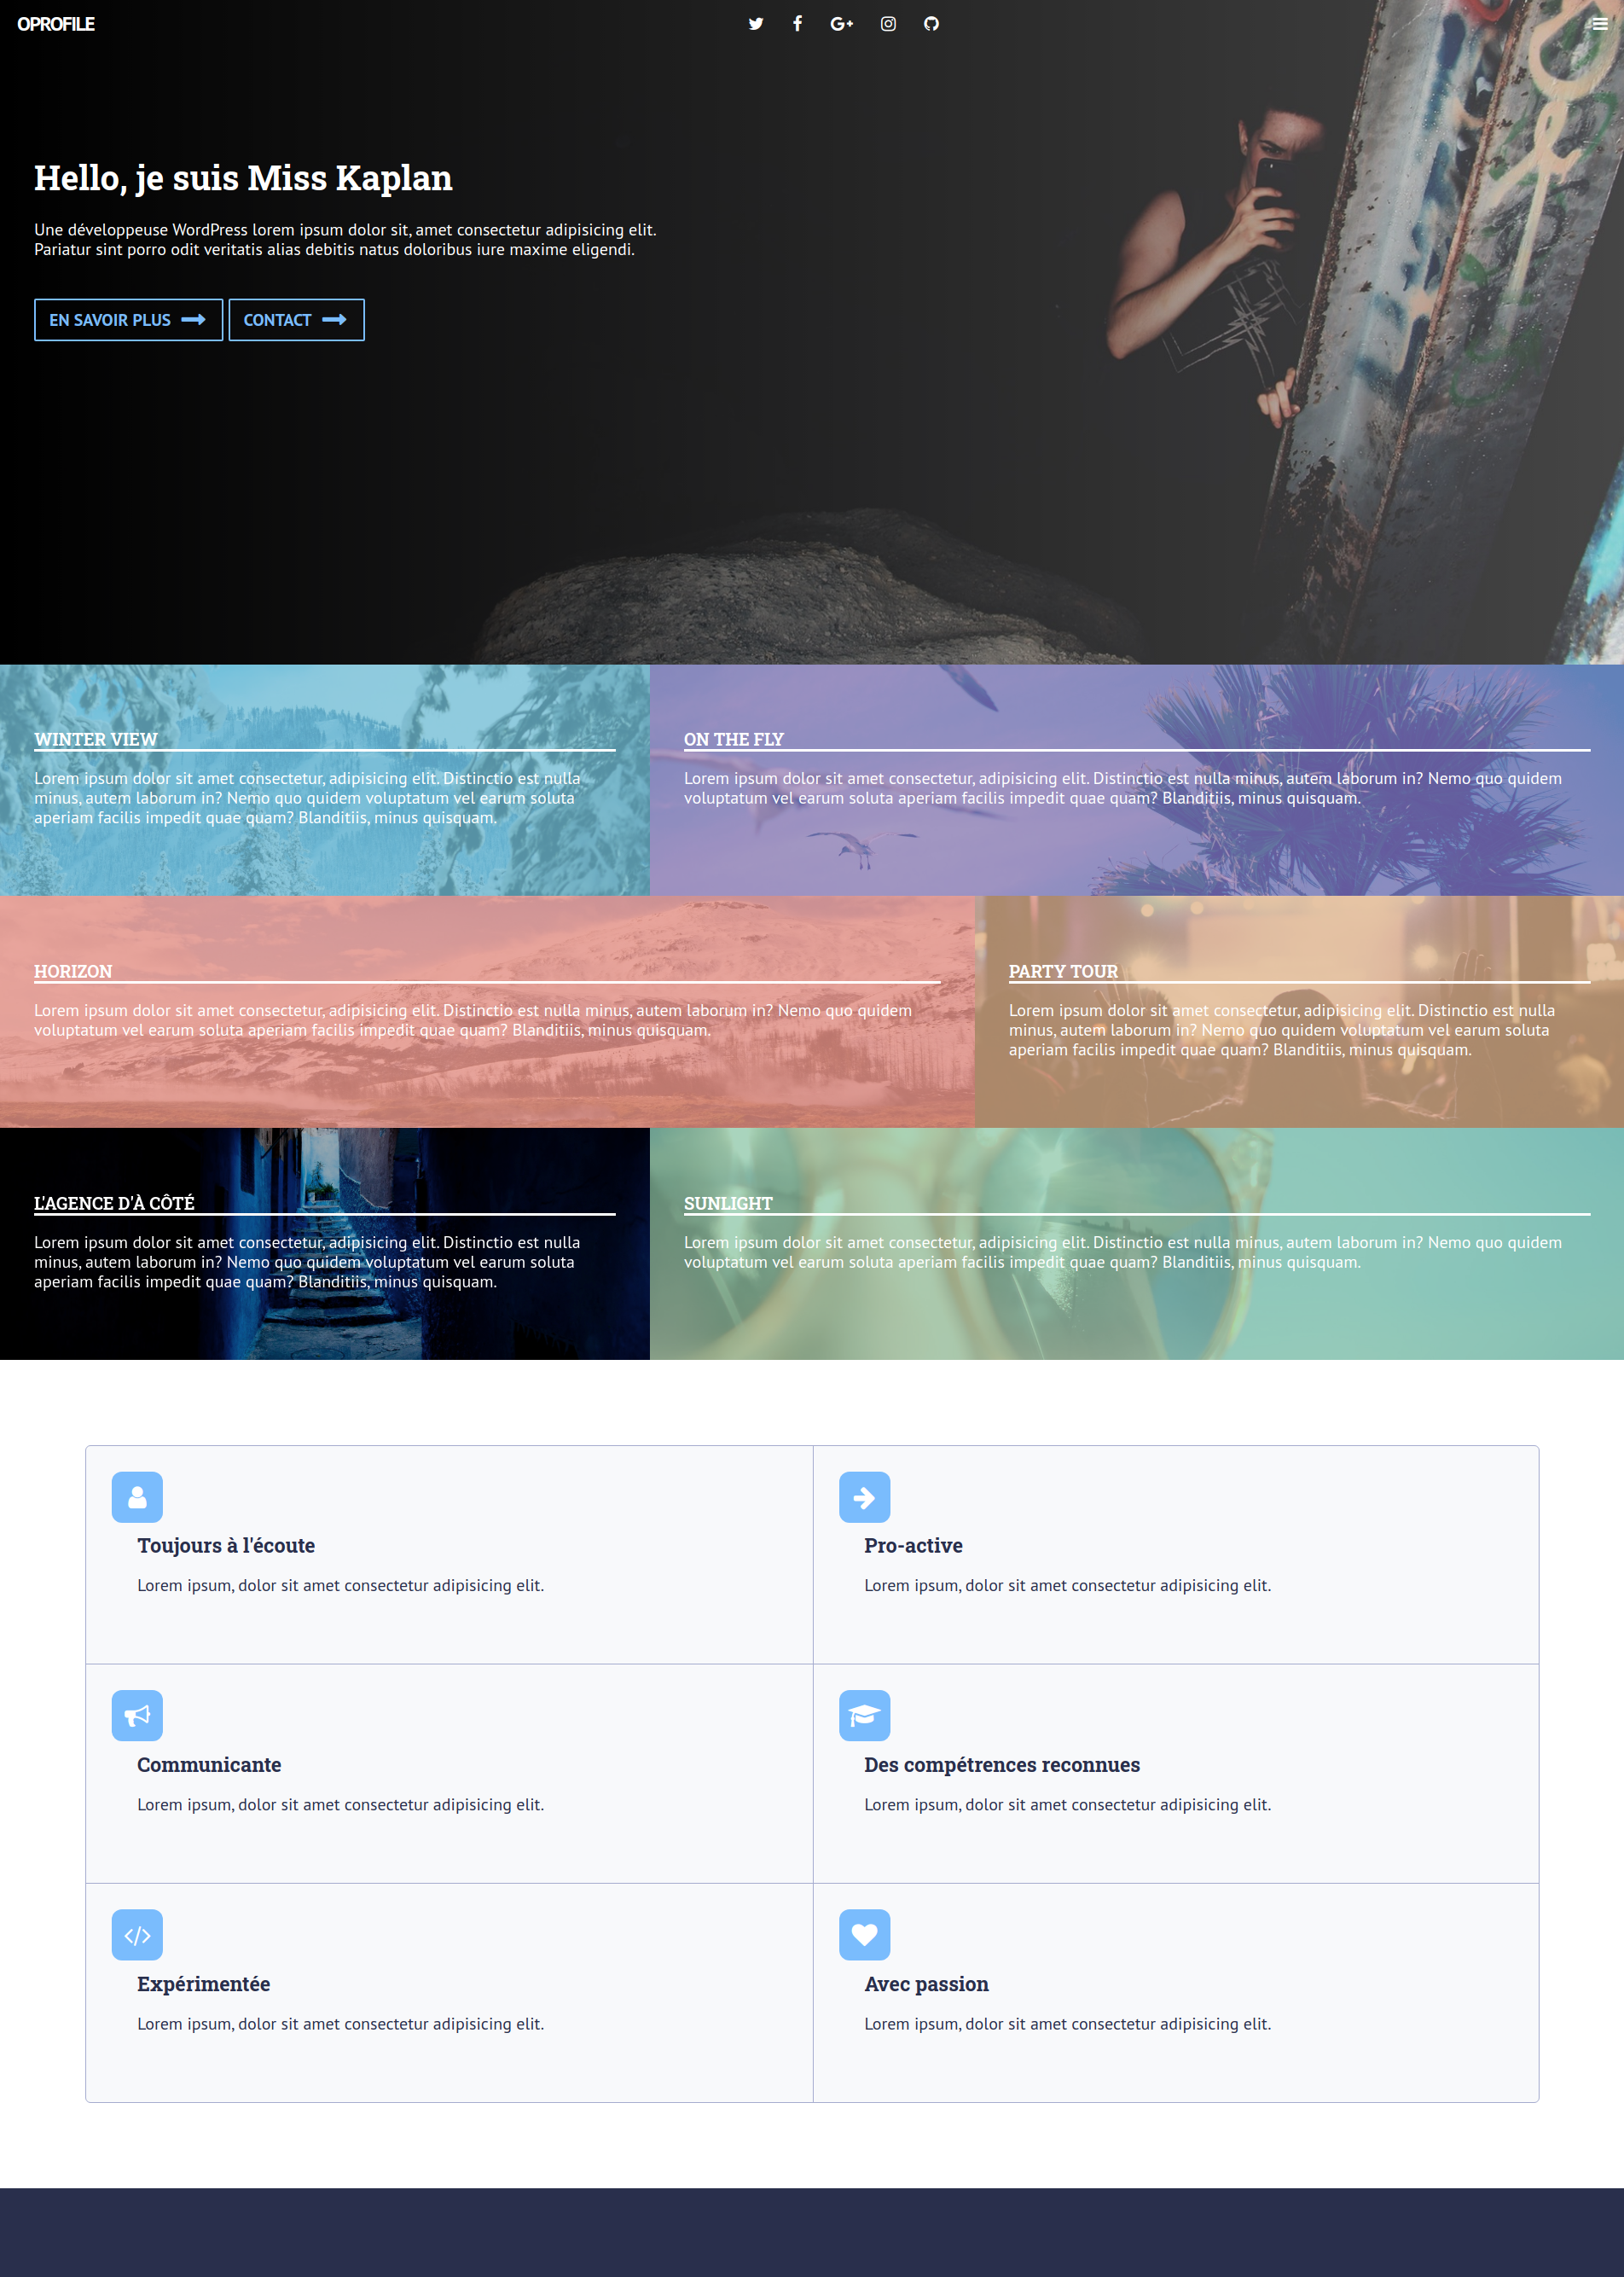 OPROFILE
Hello, je suis Miss Kaplan
Une développeuse WordPress lorem ipsum dolor sit, amet consectetur adipisicing elit.
Pariatur sint porro odit veritatis alias debitis natus doloribus iure maxime eligendi.
EN SAVOIR PLUS
CONTACT
WINTER VIEW
Lorem ipsum dolor sit amet consectetur, adipisicing elit. Distinctio est nulla
minus, autem laborum in? Nemo quo quidem voluptatum vel earum soluta
aperiam facilis impedit quae quam? Blanditiis, minus quisquam.
ON THE FLY
Lorem ipsum dolor sit amet consectetur, adipisicing elit. Distinctio est nulla minus, autem laborum in? Nemo quo quidem
voluptatum vel earum soluta aperiam facilis impedit quae quam? Blanditiis, minus quisquam.
HORIZON
Lorem ipsum dolor sit amet consectetur, adipisicing elit. Distinctio est nulla minus, autem laborum in? Nemo quo quidem
voluptatum vel earum soluta aperiam facilis impedit quae quam? Blanditiis, minus quisquam.
PARTY TOUR
Lorem ipsum dolor sit amet consectetur, adipisicing elit. Distinctio est nulla
minus, autem laborum in? Nemo quo quidem voluptatum vel earum soluta
aperiam facilis impedit quae quam? Blanditiis, minus quisquam.
L'AGENCE D'À CÔTÉ
Lorem ipsum dolor sit amet consectetur, adipisicing elit. Distinctio est nulla
minus, autem laborum in? Nemo quo quidem voluptatum vel earum soluta
aperiam facilis impedit quae quam? Blanditiis, minus quisquam.
SUNLIGHT
Lorem ipsum dolor sit amet consectetur, adipisicing elit. Distinctio est nulla minus, autem laborum in? Nemo quo quidem
voluptatum vel earum soluta aperiam facilis impedit quae quam? Blanditiis, minus quisquam.
Toujours à l'écoute
Lorem ipsum, dolor sit amet consectetur adipisicing elit.
Pro-active
Lorem ipsum, dolor sit amet consectetur adipisicing elit.
Communicante
Lorem ipsum, dolor sit amet consectetur adipisicing elit.
Des compétrences reconnues
Lorem ipsum, dolor sit amet consectetur adipisicing elit.
Expérimentée
Lorem ipsum, dolor sit amet consectetur adipisicing elit.
Avec passion
Lorem ipsum, dolor sit amet consectetur adipisicing elit.